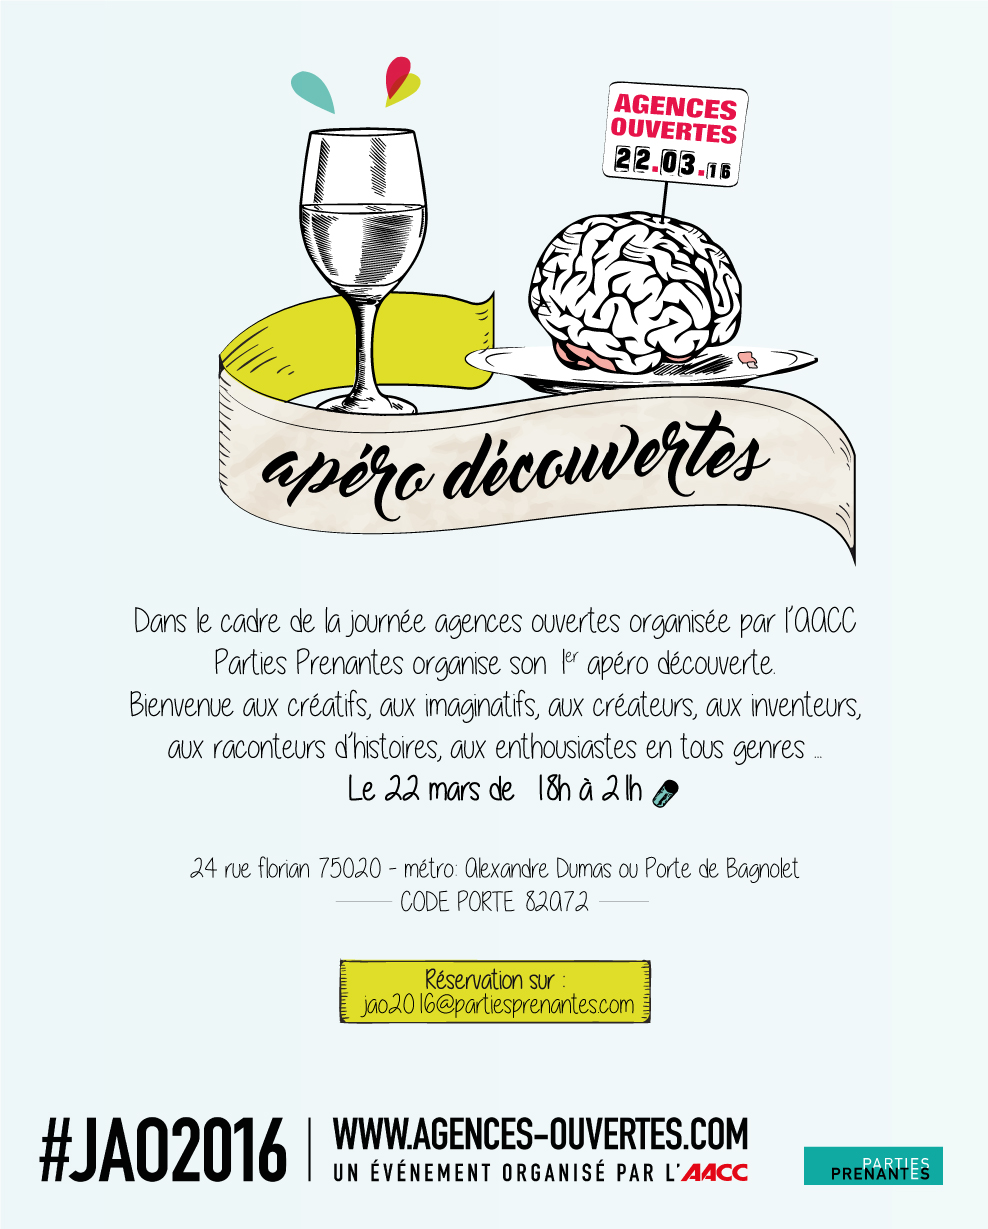 AGENCES
OUVERTES
22.03.16
apéro découvertes
Dans le cadre de la journée agences ouvertes organisée par l'AACC
Parties Prenantes organise son 1er apéro découverte.
Bienvenue aux créatifs, aux imaginatifs, aux créateurs, aux inventeurs,
aux raconteurs d'histoires, aux enthousiastes en tous genres ...
Le 22 mars de 18h à 21h
24 rue florian 75020 - métro: Alexandre Dumas ou Porte de Bagnolet
CODE PORTE 82A72
Réservation sur :
jao2016@partiesprenantes.com
#JAO2016
WWW.AGENCES-OUVERTES.COM
UN ÉVÉNEMENT ORGANISÉ PAR L'AACC
PARTIES
PRENANTES